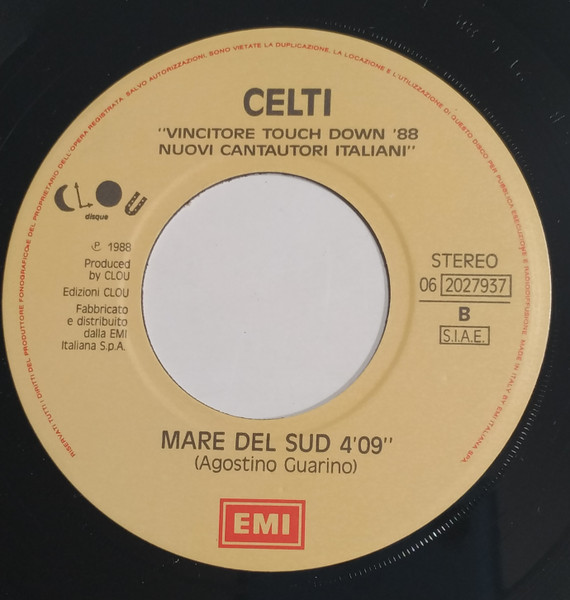 RISERVATI TUTTI I DIRITTI DEL PRODUTTORE FONOGRAFICO E DEL PROPRIETARIO DELL'OPERA REGISTRATA. SALVO AUTORIZZAZIONI, SONO VIETATE LA DUPLICAZIONE, LA LOCAZIONE E L'UTILIZZAZIONE DI QUESTO DISCO PER PUBBLICA ESECUZIONE E RADIODIFFUSIONE. MADE IN ITALY BY EMI ITALIANA SPA.
CELTI
"VINCITORE TOUCH DOWN '88
NUOVI CANTAUTORI ITALIANI"
CLOU
disque
℗ 1988
Produced
by CLOU
Edizioni CLOU
Fabbricato
e distribuito
dalla EMI
Italiana S.p.A.
STEREO
06 2027937
B
S.I.A.E.
MARE DEL SUD 4'09"
(Agostino Guarino)
EMI